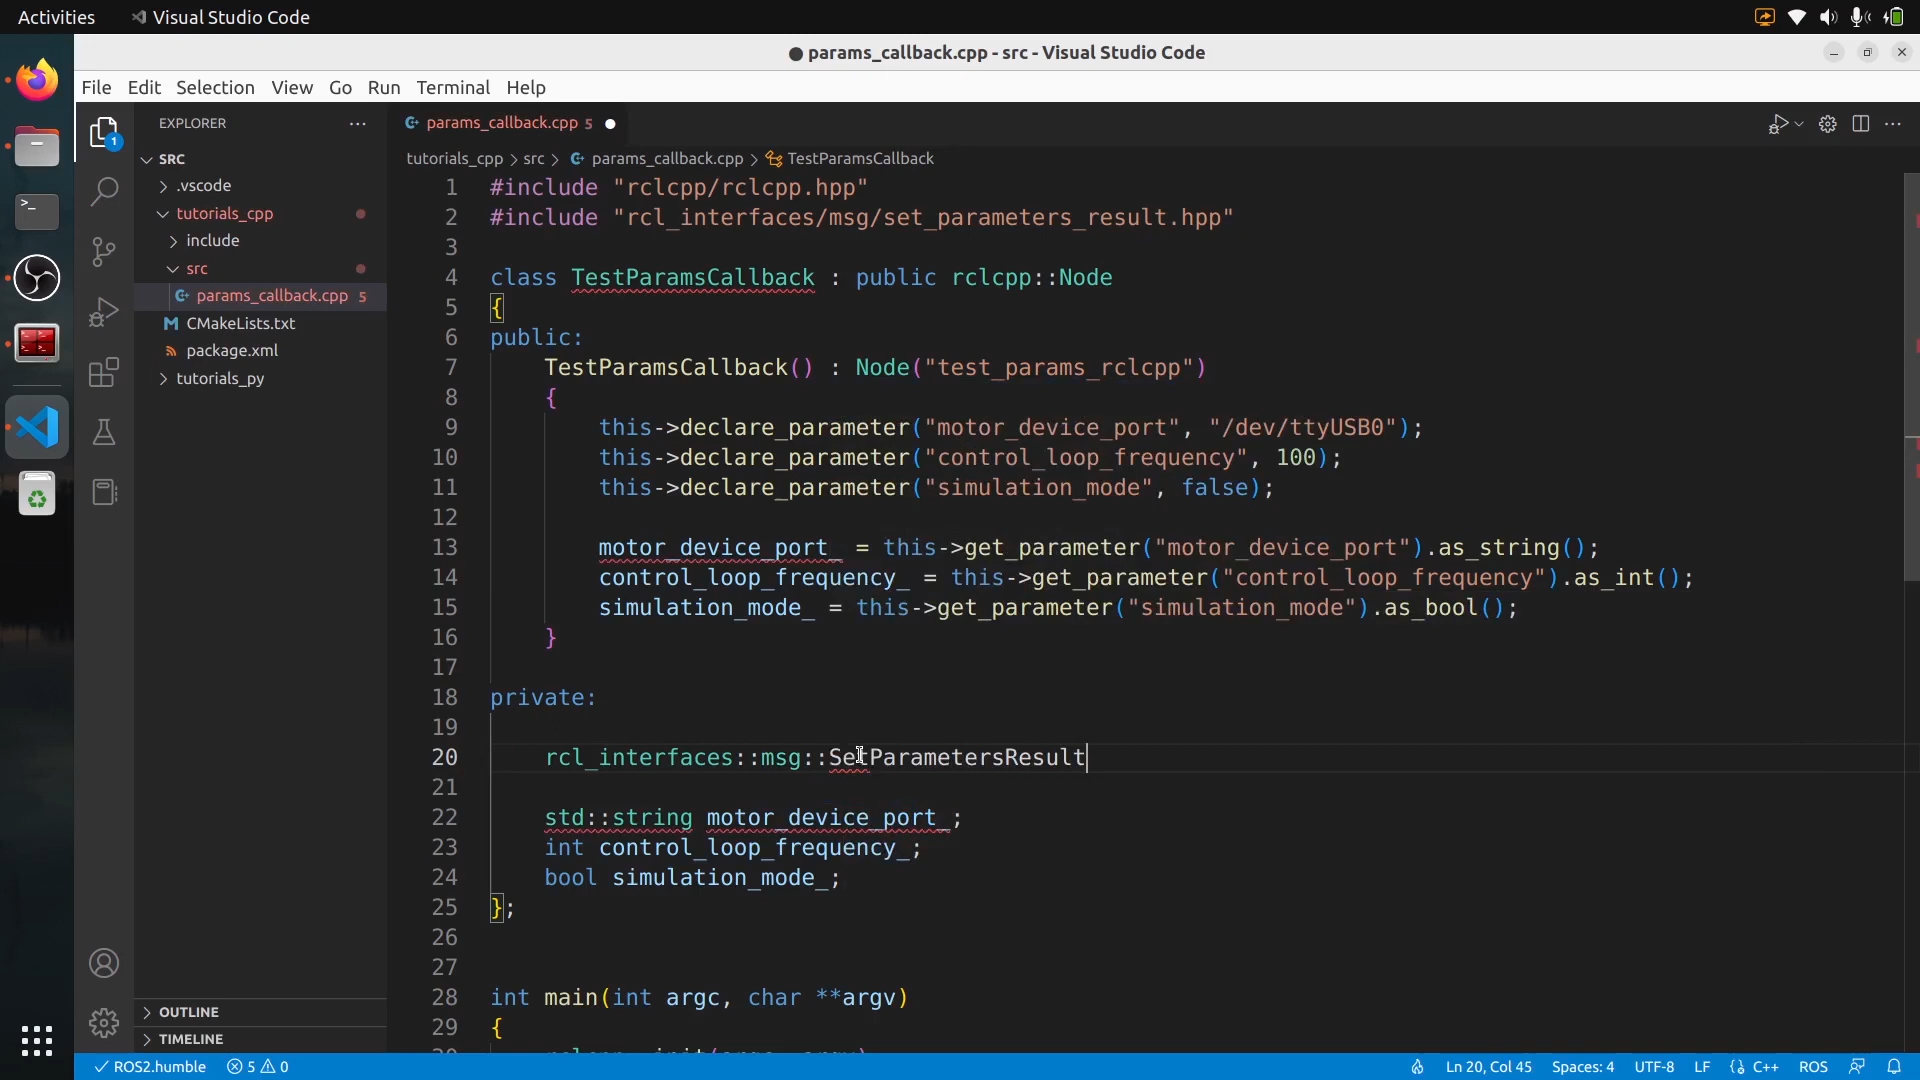 Activities
Visual Studio Code
params_callback.cpp - src - Visual Studio Code
File Edit Selection View Go Run Terminal Help
EXPLORER
SRC
.vscode
tutorials_cpp
include
src
params_callback.cpp 5
CMakeLists.txt
package.xml
tutorials_py
OUTLINE
TIMELINE
1
params_callback.cpp 5
tutorials_cpp > src > params_callback.cpp > TestParamsCallback
1 #include "rclcpp/rclcpp.hpp"
2 #include "rcl_interfaces/msg/set_parameters_result.hpp"
3
4 class TestParamsCallback : public rclcpp::Node
5 {
6 public:
7 TestParamsCallback() : Node("test_params_rclcpp")
8 {
9 this->declare_parameter("motor_device_port", "/dev/ttyUSB0");
10 this->declare_parameter("control_loop_frequency", 100);
11 this->declare_parameter("simulation_mode", false);
12
13 motor_device_port_ = this->get_parameter("motor_device_port").as_string();
14 control_loop_frequency_ = this->get_parameter("control_loop_frequency").as_int();
15 simulation_mode_ = this->get_parameter("simulation_mode").as_bool();
16 }
17
18 private:
19
20 rcl_interfaces::msg::SetParametersResult
21
22 std::string motor_device_port_;
23 int control_loop_frequency_;
24 bool simulation_mode_;
25 };
26
27
28 int main(int argc, char **argv)
29 {
ROS2.humble 5 0 Ln 20, Col 45 Spaces: 4 UTF-8 LF {} C++ ROS